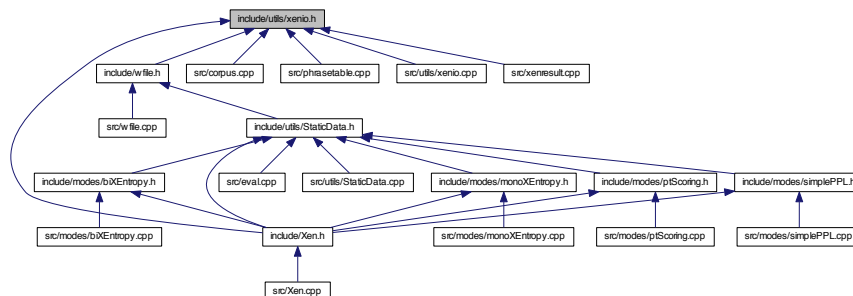 include/utils/xenio.h
include/wfile.h
src/corpus.cpp
src/phrasetable.cpp
src/utils/xenio.cpp
src/xenresult.cpp
src/wfile.cpp
include/utils/StaticData.h
include/modes/biXEntropy.h
src/eval.cpp
src/utils/StaticData.cpp
include/modes/monoXEntropy.h
include/modes/ptScoring.h
include/modes/simplePPL.h
src/modes/biXEntropy.cpp
include/Xen.h
src/modes/monoXEntropy.cpp
src/modes/ptScoring.cpp
src/modes/simplePPL.cpp
src/Xen.cpp